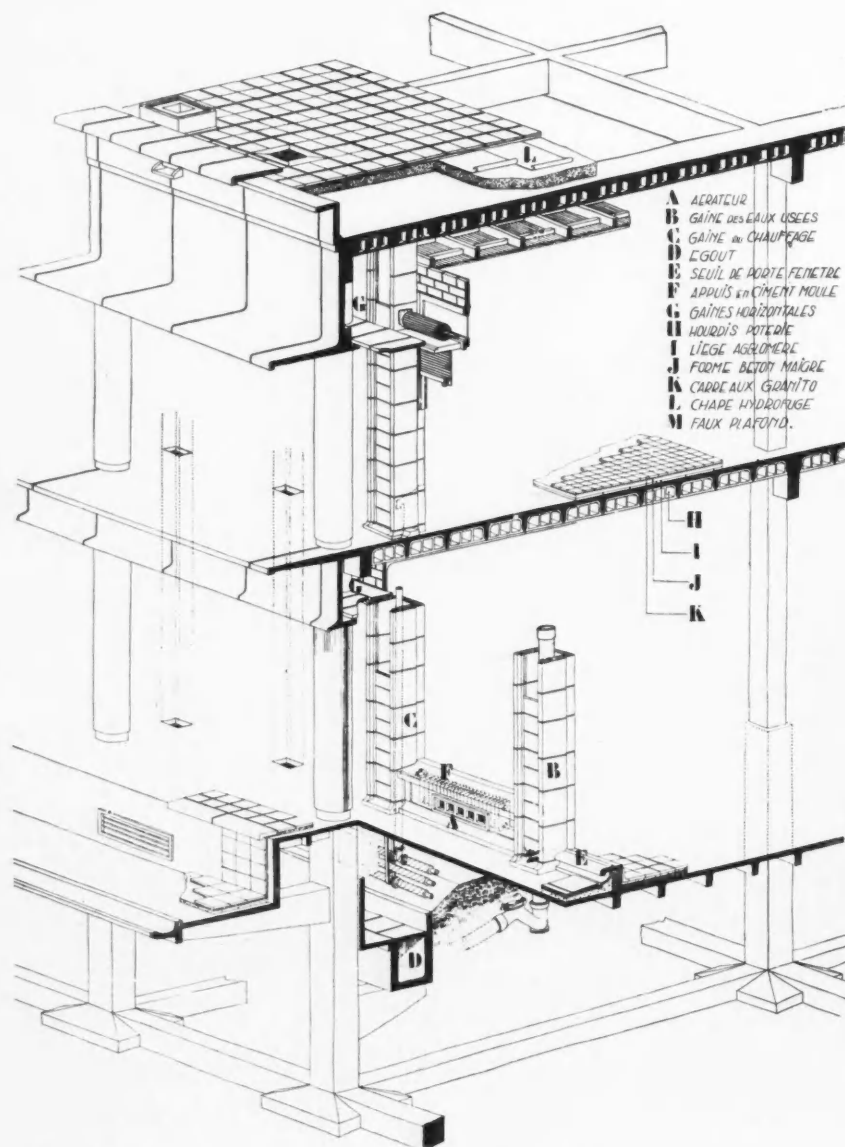 L
A AERATEUR
B GAINE DES EAUX USEES
C GAINE DU CHAUFFAGE
D EGOUT
E SEUIL DE PORTE FENETRE
F APPUIS EN CIMENT MOULE
G GAINES HORIZONTALES
H HOURDIS POTERIE
I LIEGE AGGLOMERE
J FORME BETON MAIGRE
K CARREAUX GRANITO
L CHAPE HYDROFUGE
M FAUX PLAFOND.
G
H
I
J
K
G
C
F
B
A
E
D